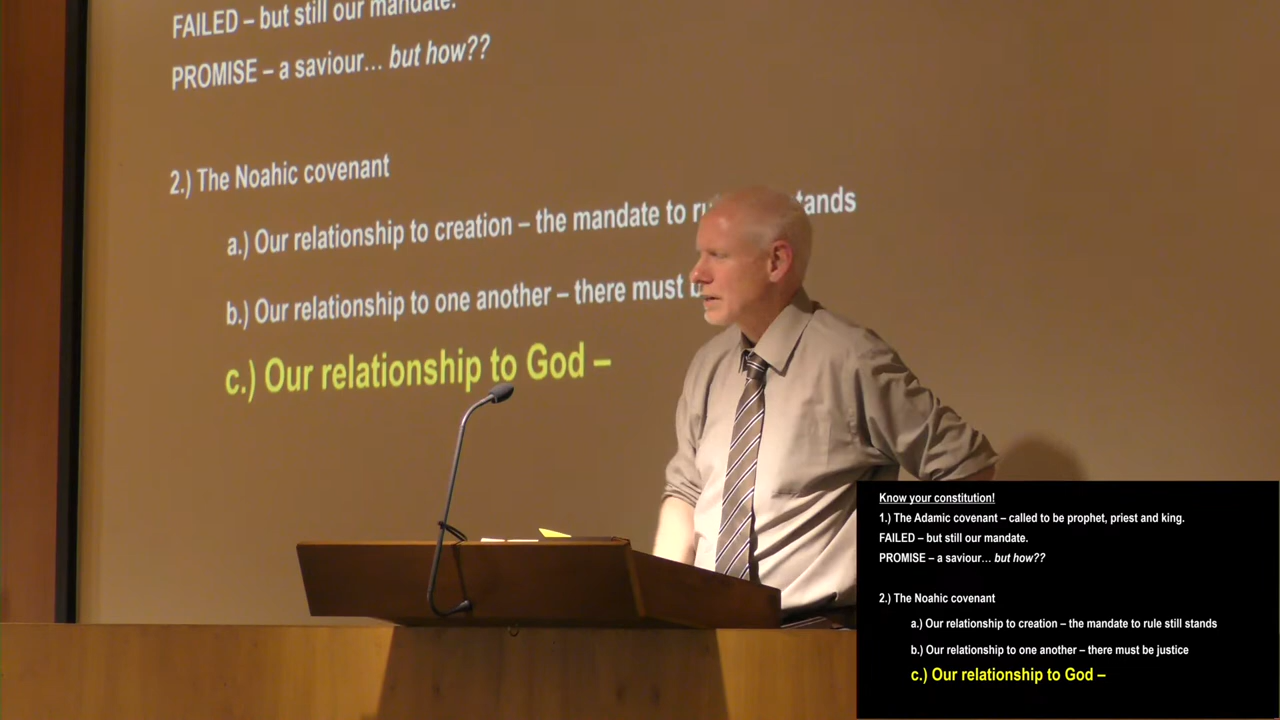 FAILED – but still our mandate.
PROMISE – a saviour… but how??
2.) The Noahic covenant
a.) Our relationship to creation – the mandate to ru stands
b.) Our relationship to one another – there must b
c.) Our relationship to God –
Know your constitution!
1.) The Adamic covenant – called to be prophet, priest and king.
FAILED – but still our mandate.
PROMISE – a saviour… but how??
2.) The Noahic covenant
a.) Our relationship to creation – the mandate to rule still stands
b.) Our relationship to one another – there must be justice
c.) Our relationship to God –